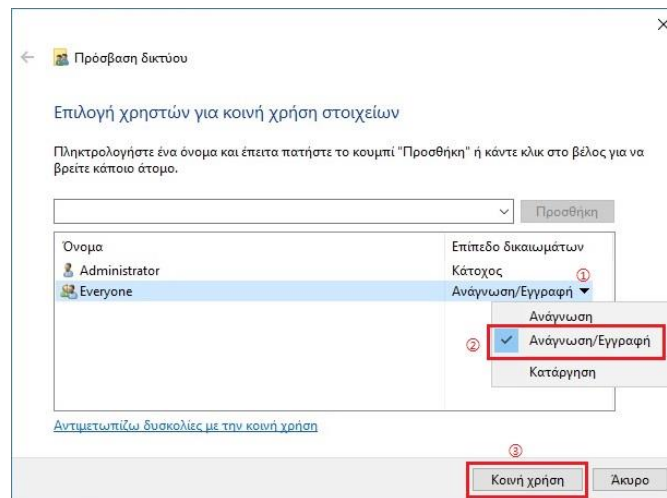 Πρόσβαση δικτύου
Επιλογή χρηστών για κοινή χρήση στοιχείων
Πληκτρολογήστε ένα όνομα και έπειτα πατήστε το κουμπί "Προσθήκη" ή κάντε κλικ στο βέλος για να
βρείτε κάποιο άτομο.
Προσθήκη
Όνομα Επίπεδο δικαιωμάτων
Administrator Κάτοχος ①
Everyone Ανάγνωση/Εγγραφή
Ανάγνωση
② Ανάγνωση/Εγγραφή
Κατάργηση
Αντιμετωπίζω δυσκολίες με την κοινή χρήση
③
Κοινή χρήση Άκυρο